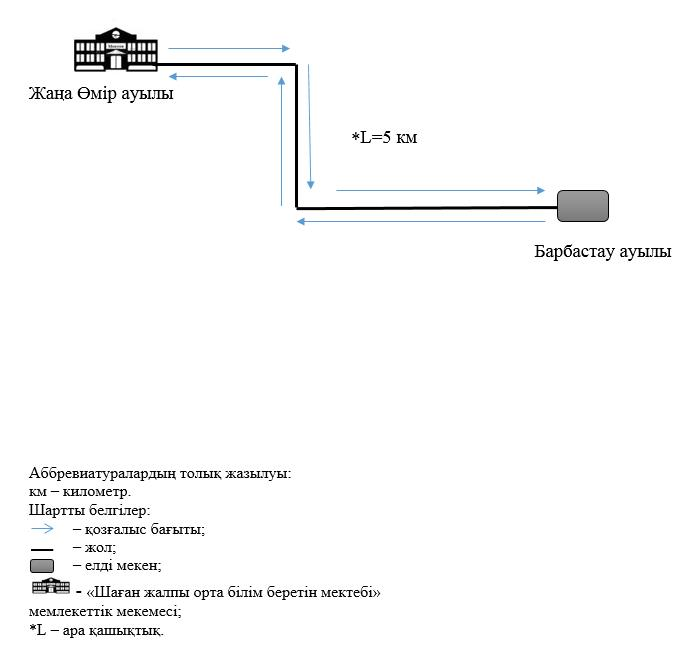 Жаңа Өмір ауылы
*L=5 км
Барбастау ауылы
Аббревиатуралардың толық жазылуы:
км – километр.
Шартты белгілер:
– қозғалыс бағыты;
– жол;
– елді мекен;
- «Шаған жалпы орта білім беретін мектебі»
мемлекеттік мекемесі;
*L – ара қашықтық.